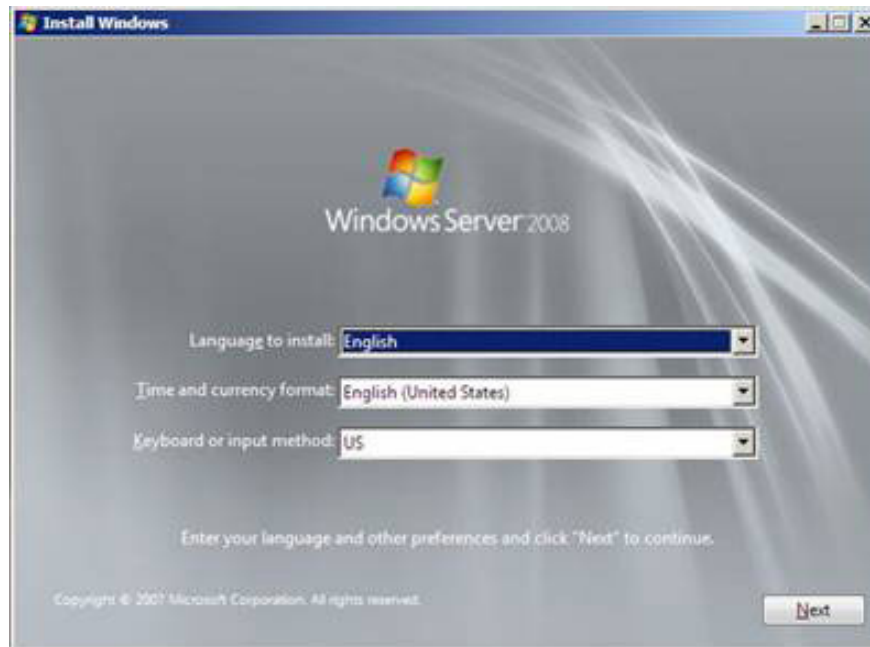 Install Windows
Windows Server 2008
Language to install: English
Time and currency format: English (United States)
Keyboard or input method: US
Enter your language and other preferences and click "Next" to continue.
Copyright © 2007 Microsoft Corporation. All rights reserved.
Next